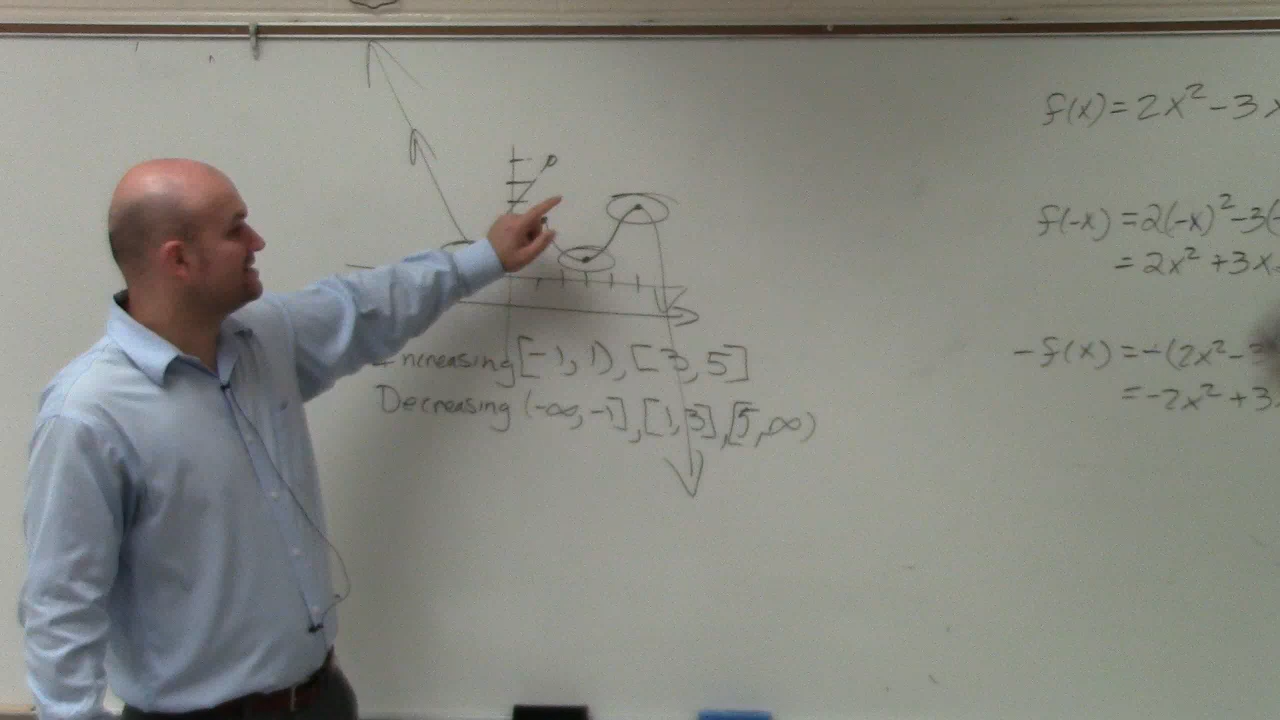 Increasing [-1, 1), [3, 5]
Decreasing (-∞, -1], [1, 3], [5, ∞)
f(x) = 2x² - 3x
f(-x) = 2(-x)² - 3(-
= 2x² + 3x
-f(x) = -(2x² - 3
= -2x² + 3